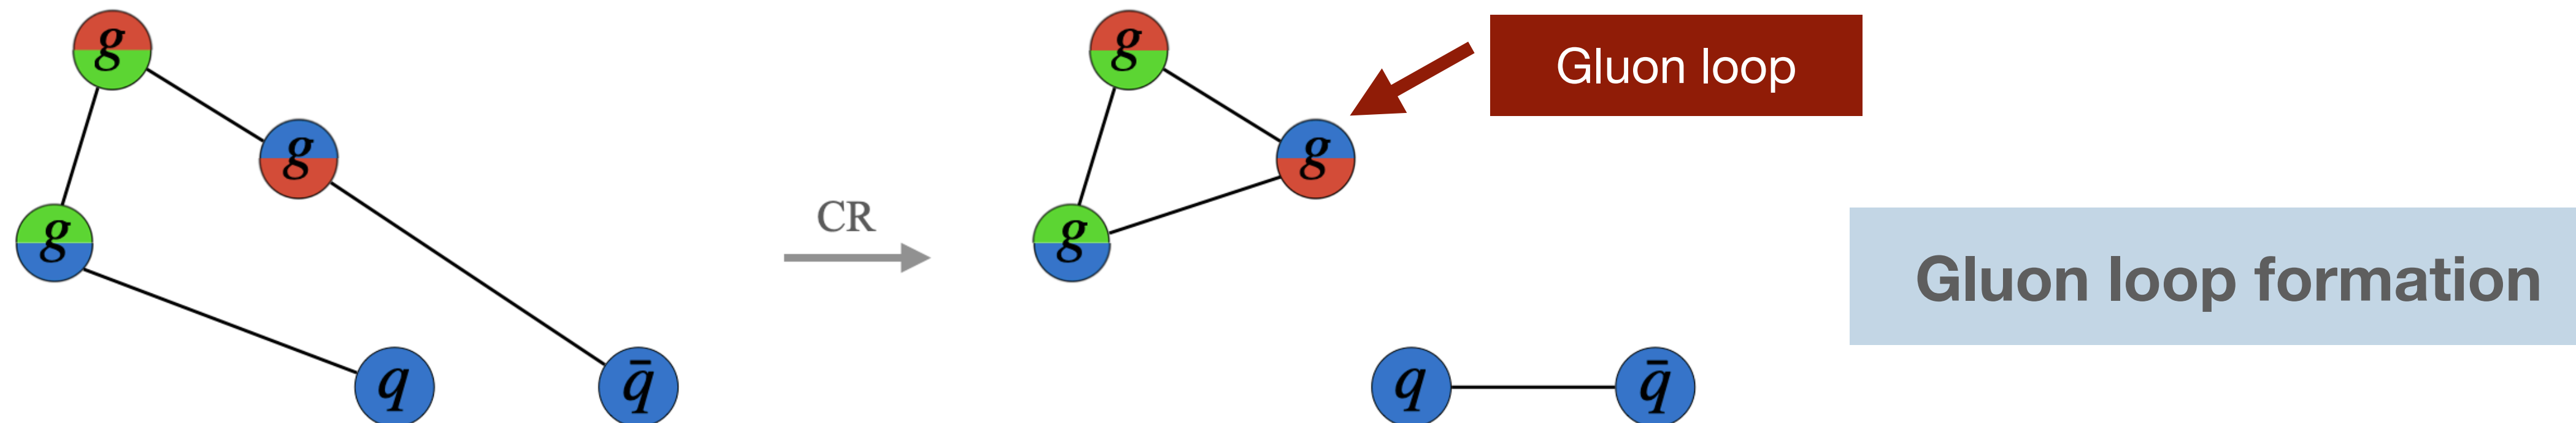 g
g
g
q
q̄
CR
g
g
g
q
q̄
Gluon loop
Gluon loop formation